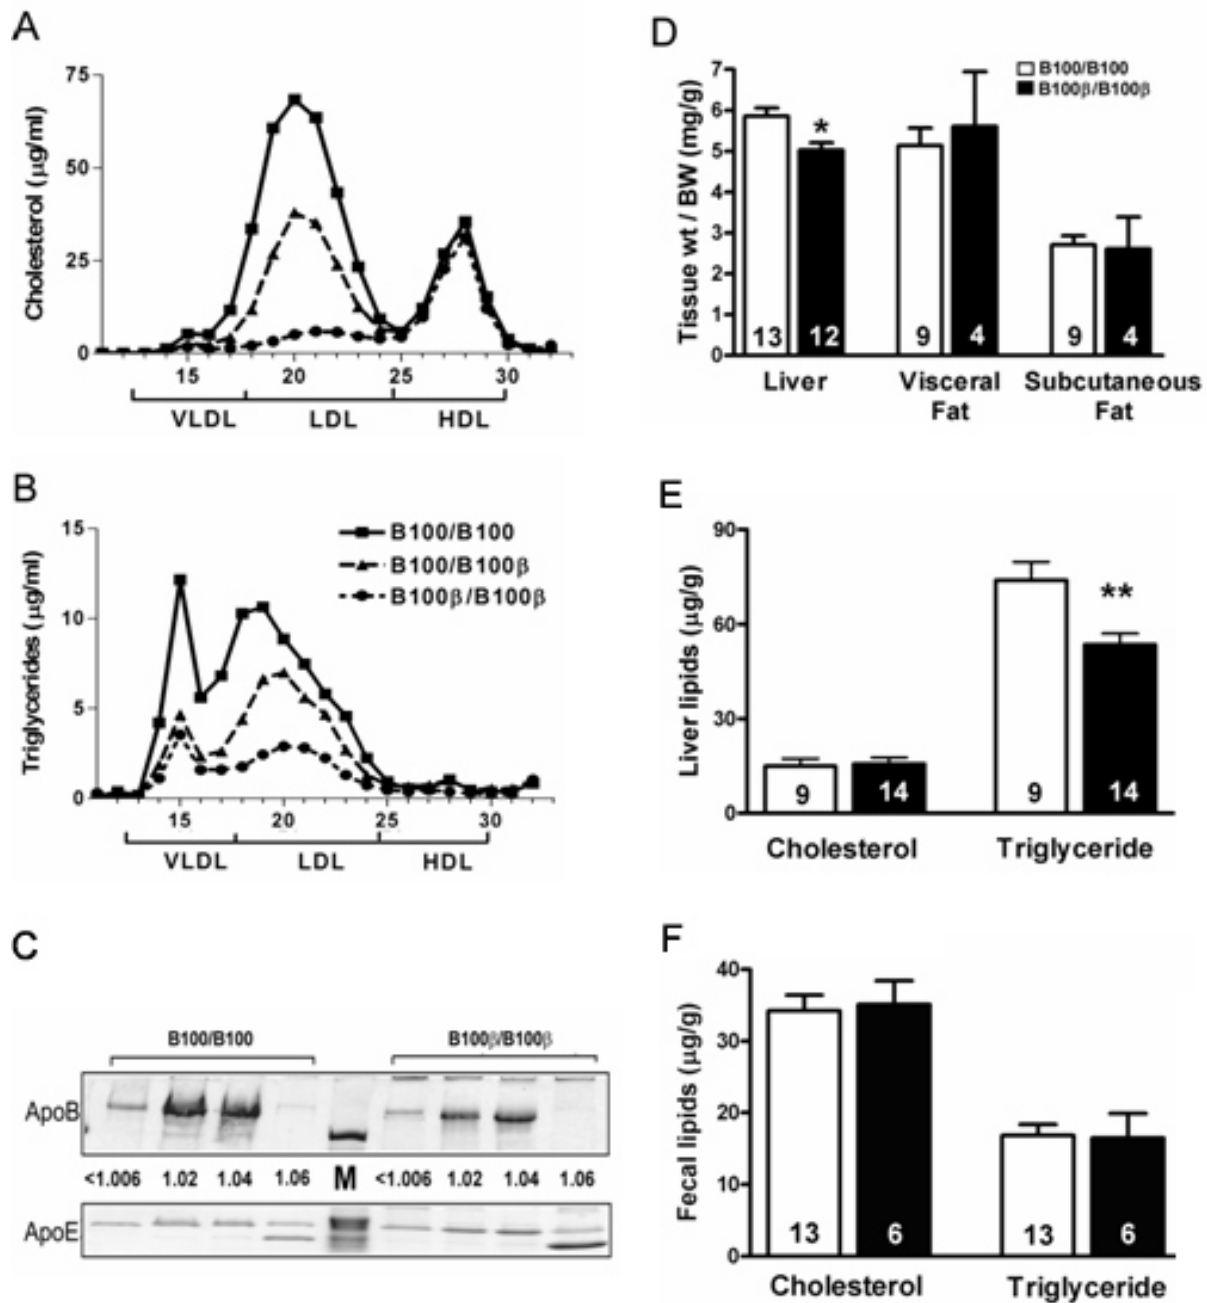 A
Cholesterol (μg/ml)
75
50
25
0
15 20 25 30
VLDL LDL HDL
B
Triglycerides (μg/ml)
15
10
5
0
B100/B100
B100/B100β
B100β/B100β
15 20 25 30
VLDL LDL HDL
C
B100/B100 B100β/B100β
ApoB
<1.006 1.02 1.04 1.06 M <1.006 1.02 1.04 1.06
ApoE
D
Tissue wt / BW (mg/g)
7
6
5
3
2
1
0
B100/B100
B100β/B100β
*
13 12 9 4 9 4
Liver Visceral Fat Subcutaneous Fat
E
Liver lipids (μg/g)
90
60
30
0
**
9 14 9 14
Cholesterol Triglyceride
F
Fecal lipids (μg/g)
40
30
20
10
0
13 6 13 6
Cholesterol Triglyceride